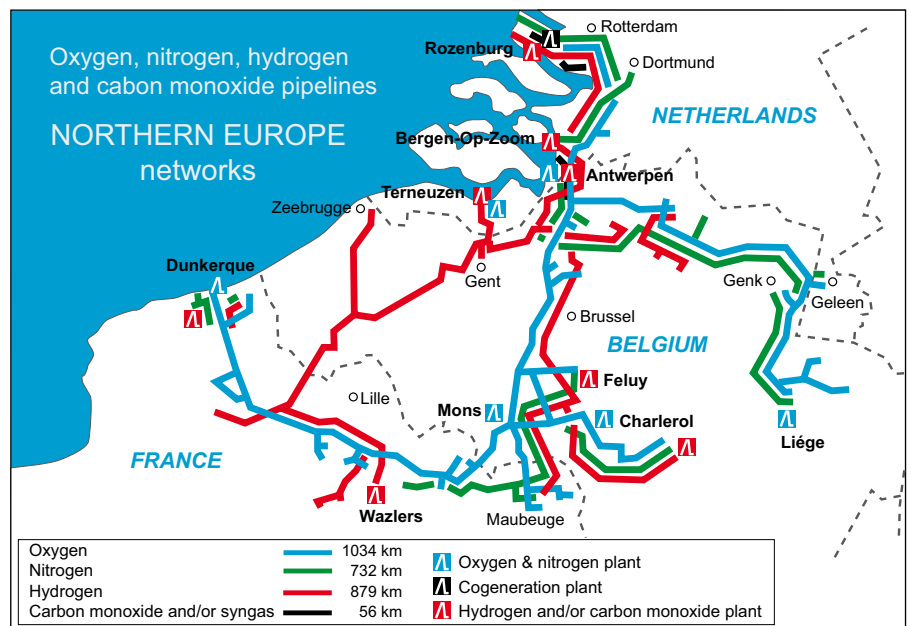 Oxygen, nitrogen, hydrogen
and cabon monoxide pipelines
NORTHERN EUROPE
networks
Rotterdam
Rozenburg
Dortmund
NETHERLANDS
Bergen-Op-Zoom
Antwerpen
Terneuzen
Zeebrugge
Dunkerque
Gent
Genk
Geleen
Brussel
BELGIUM
Feluy
Lille
Mons
Charlerol
Liége
FRANCE
Wazlers
Maubeuge
Oxygen 1034 km
Nitrogen 732 km
Hydrogen 879 km
Carbon monoxide and/or syngas 56 km
Oxygen & nitrogen plant
Cogeneration plant
Hydrogen and/or carbon monoxide plant